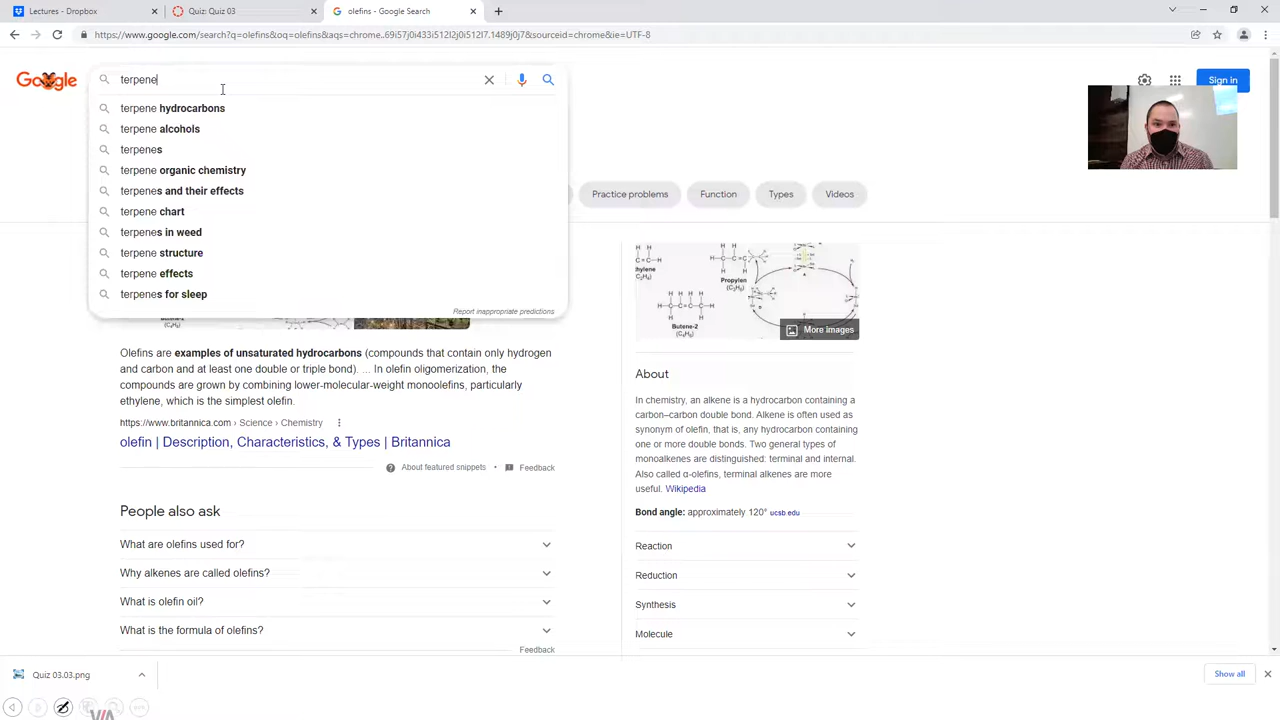 Lectures - Dropbox
Quiz: Quiz 03
olefins - Google Search
https://www.google.com/search?q=olefins&oq=olefins&aqs=chrome..69i57j0i433i512l2j0i512l7.1489j0j7&sourceid=chrome&ie=UTF-8
terpene
Sign in
terpene hydrocarbons
terpene alcohols
terpenes
terpene organic chemistry
terpenes and their effects
terpene chart
terpenes in weed
terpene structure
terpene effects
terpenes for sleep
Report inappropriate predictions
Practice problems
Function
Types
Videos
Propylen
(C₃H₆)
Butene-2
(C₄H₈)
More images
Olefins are examples of unsaturated hydrocarbons (compounds that contain only hydrogen
and carbon and at least one double or triple bond). ... In olefin oligomerization, the
compounds are grown by combining lower-molecular-weight monoolefins, particularly
ethylene, which is the simplest olefin.
https://www.britannica.com › Science › Chemistry
olefin | Description, Characteristics, & Types | Britannica
About featured snippets • Feedback
People also ask
What are olefins used for?
Why alkenes are called olefins?
What is olefin oil?
What is the formula of olefins?
Feedback
About
In chemistry, an alkene is a hydrocarbon containing a
carbon–carbon double bond. Alkene is often used as
synonym of olefin, that is, any hydrocarbon containing
one or more double bonds. Two general types of
monoalkenes are distinguished: terminal and internal.
Also called α-olefins, terminal alkenes are more
useful. Wikipedia
Bond angle: approximately 120° ucsb edu
Reaction
Reduction
Synthesis
Molecule
Quiz 03.03.png
Show all